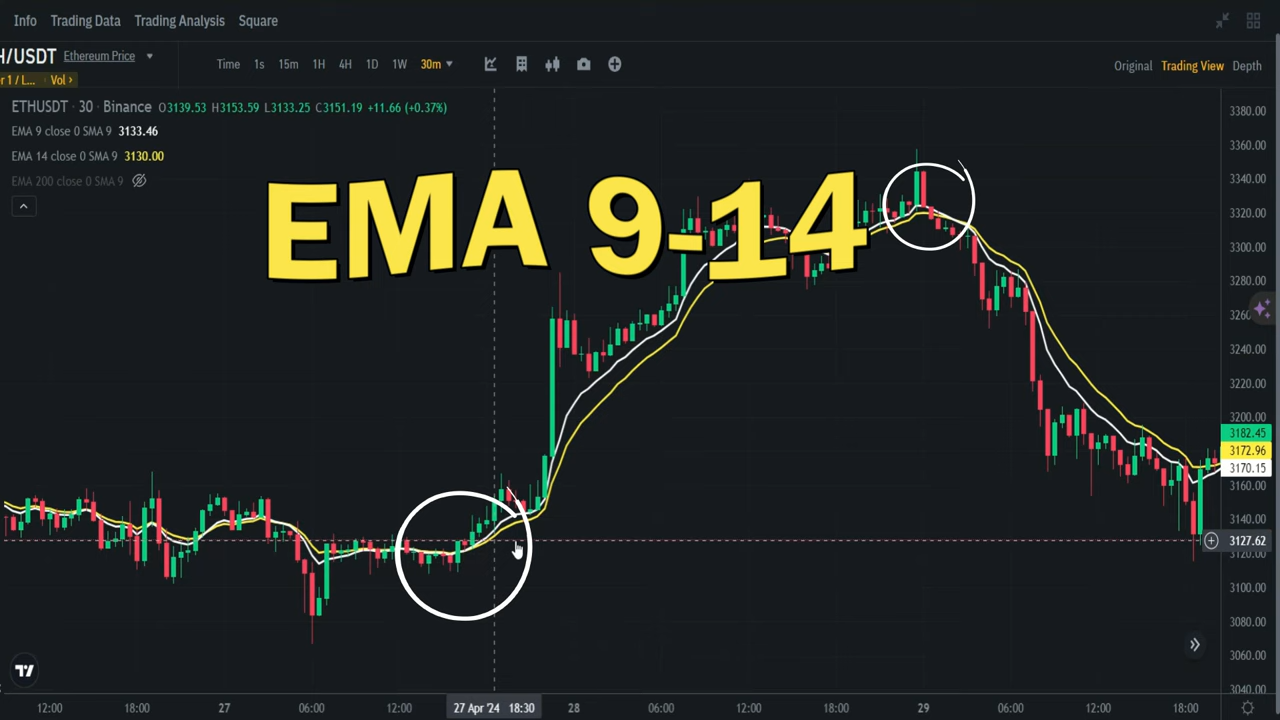 Info Trading Data Trading Analysis Square
H/USDT Ethereum Price
er 1 / L... Vol
Time 1s 15m 1H 4H 1D 1W 30m
Original Trading View Depth
ETHUSDT · 30 · Binance O3139.53 H3153.59 L3133.25 C3151.19 +11.66 (+0.37%)
EMA 9 close 0 SMA 9 3133.46
EMA 14 close 0 SMA 9 3130.00
EMA 200 close 0 SMA 9
EMA 9-14
3380.00
3360.00
3340.00
3320.00
3300.00
3280.00
3240.00
3220.00
3200.00
3182.45
3172.96
3170.15
3160.00
3140.00
3127.62
3100.00
3080.00
3060.00
3040.00
12:00 18:00 27 06:00 12:00 27 Apr '24 18:30 28 06:00 12:00 18:00 29 06:00 12:00 18:00